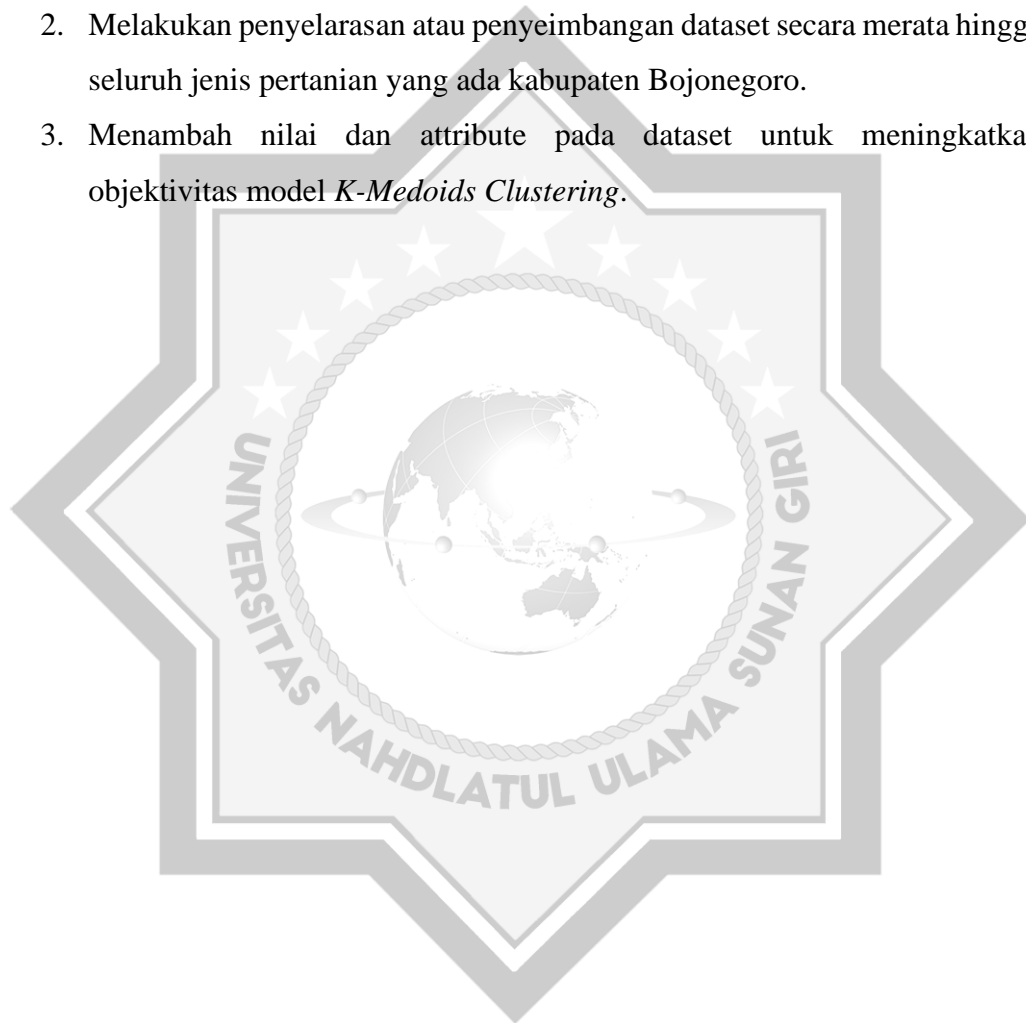 2. Melakukan penyelarasan atau penyeimbangan dataset secara merata hingg
seluruh jenis pertanian yang ada kabupaten Bojonegoro.
3. Menambah nilai dan attribute pada dataset untuk meningkatka
objektivitas model K-Medoids Clustering.
UNIVERSITAS NAHDLATUL ULAMA SUNAN GIRI